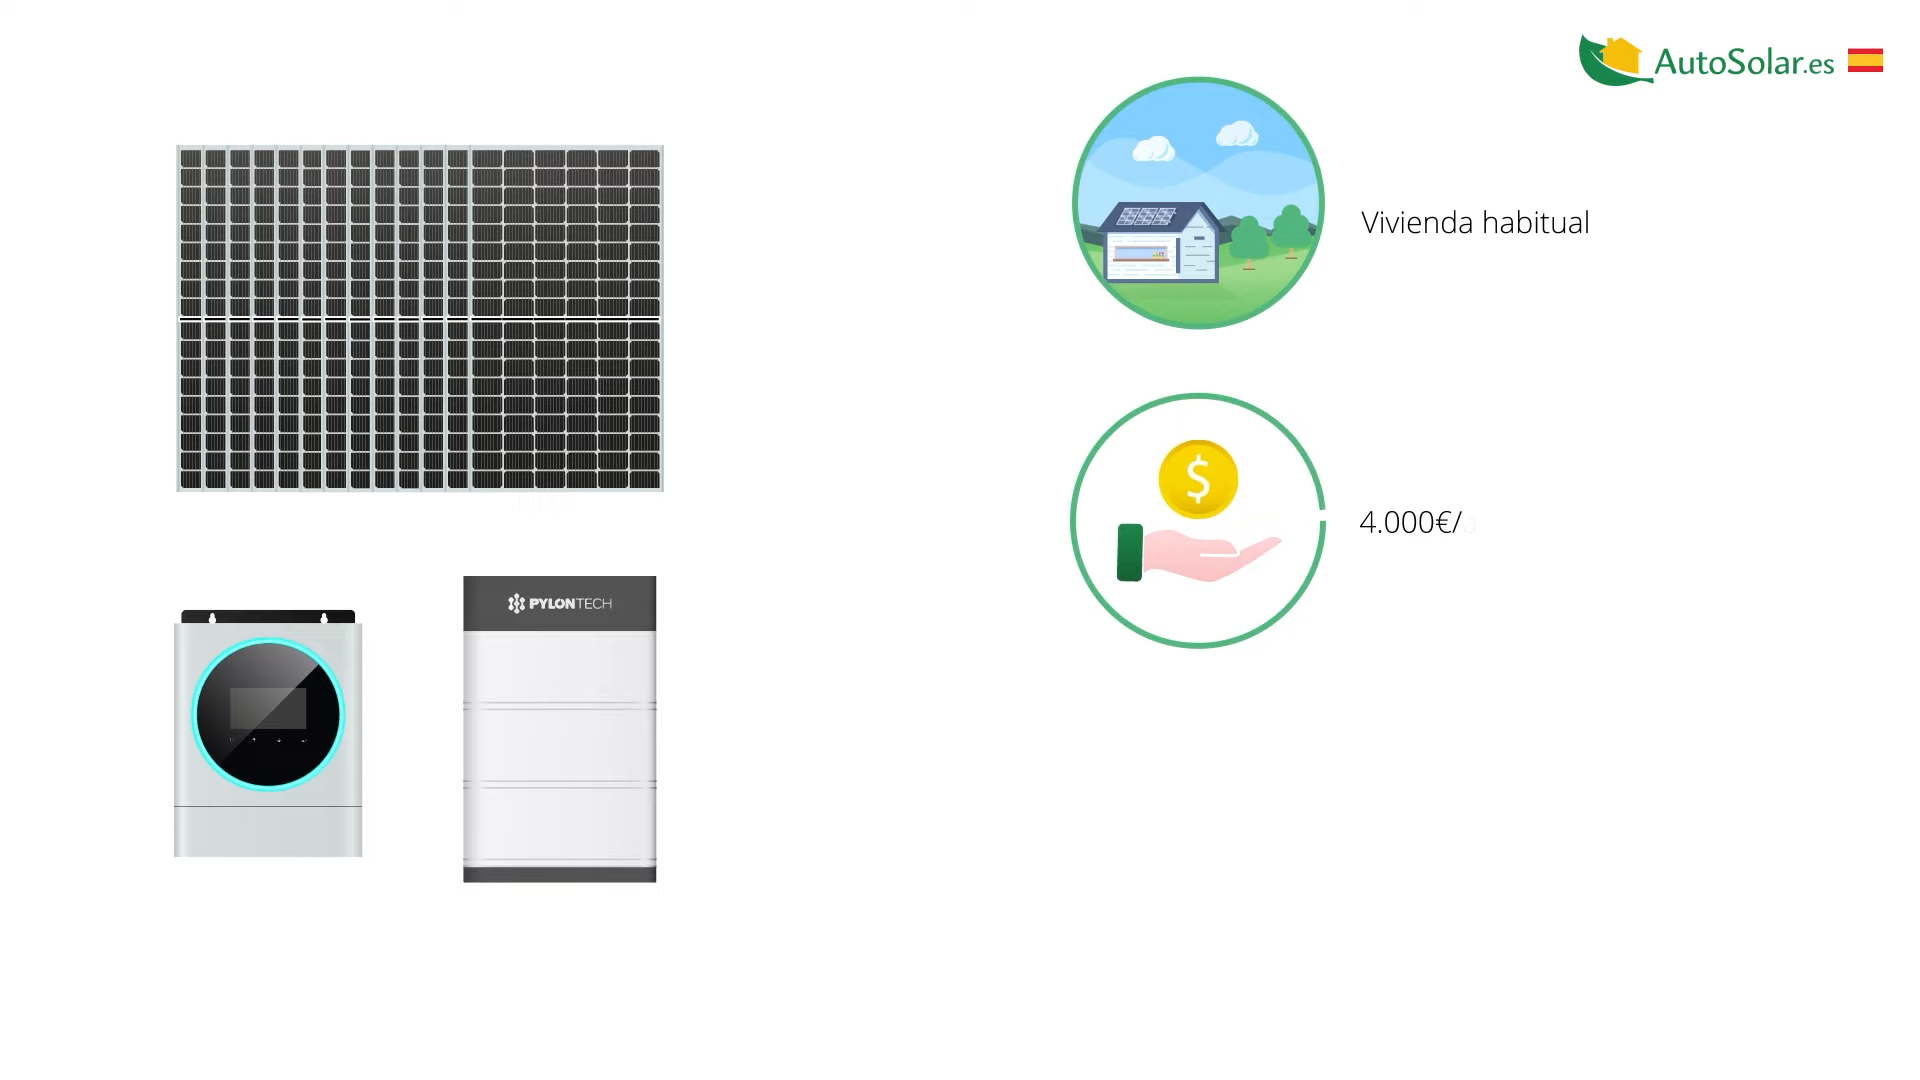 AutoSolar.es
Vivienda habitual
$
4.000€/
PYLONTECH